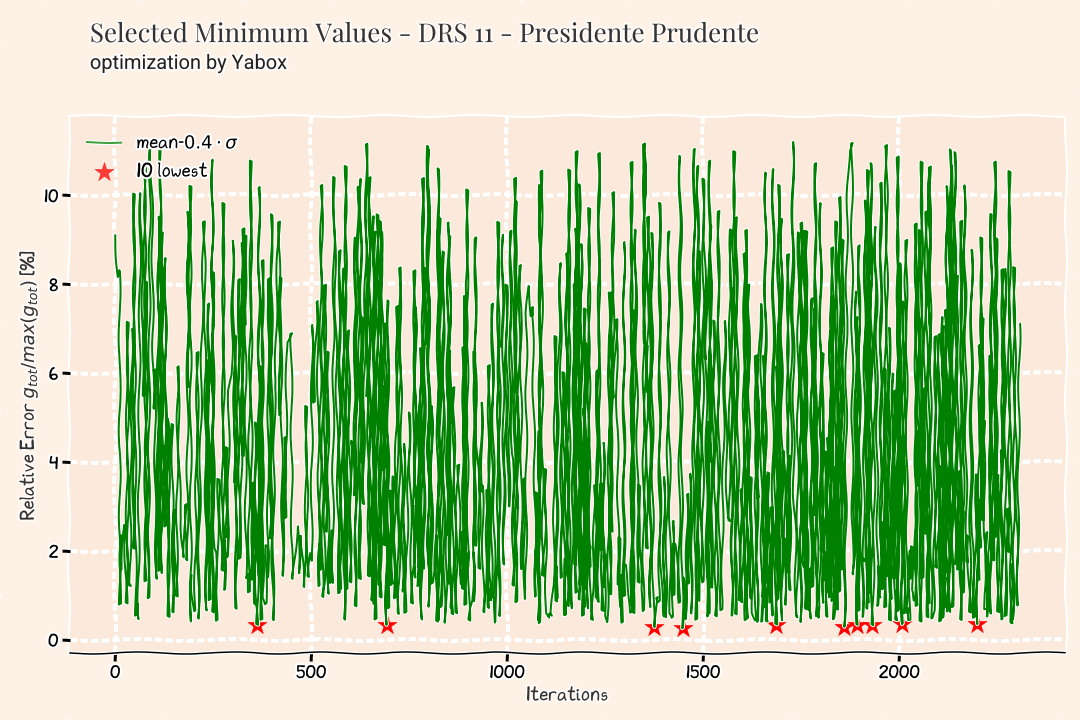 Selected Minimum Values - DRS 11 - Presidente Prudente
optimization by Yabox
mean-0.4 · σ
10 lowest
Relative Error g_tot/max(g_tot) [%]
10
8
6
4
2
0
0 500 1000 1500 2000
Iterations